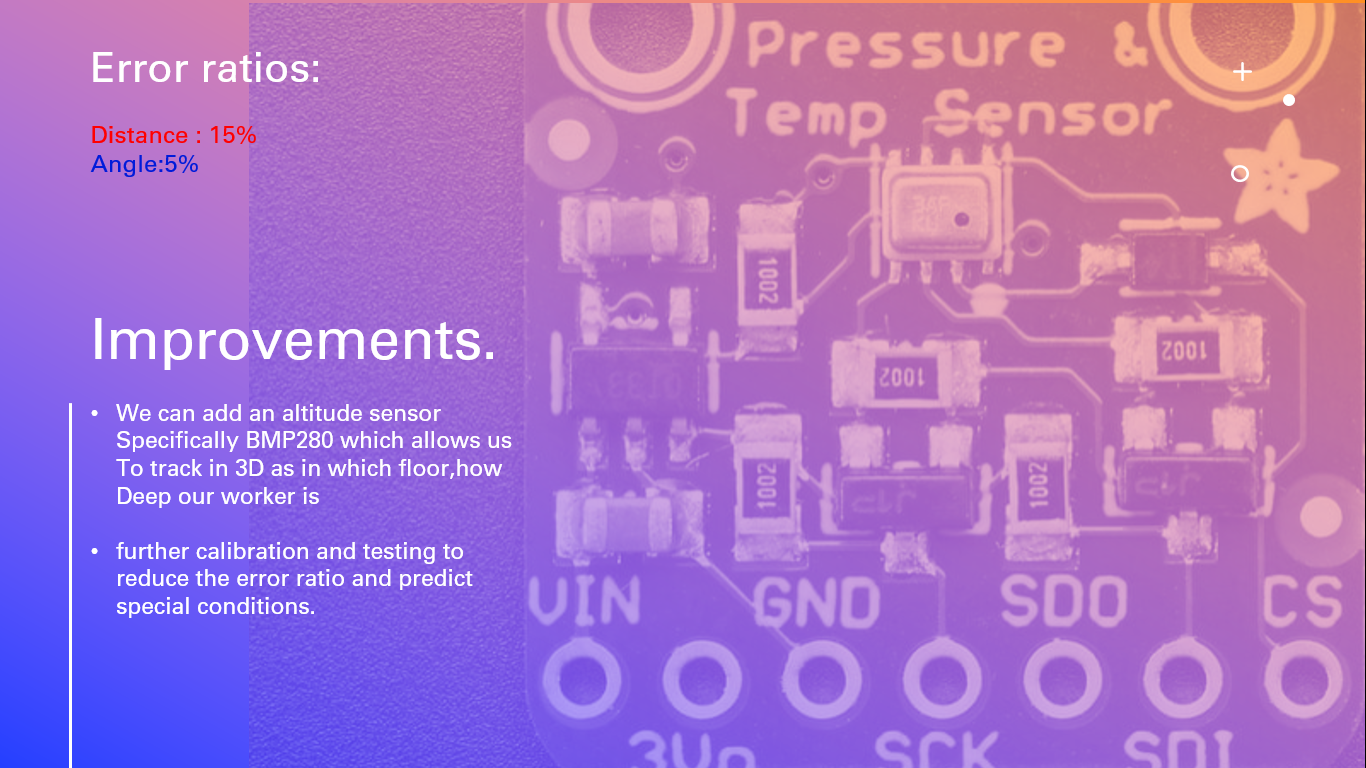 Error ratios:
Distance : 15%
Angle:5%
Improvements.
• We can add an altitude sensor
Specifically BMP280 which allows us
To track in 3D as in which floor,how
Deep our worker is
• further calibration and testing to
reduce the error ratio and predict
special conditions.
Pressure &
Temp Sensor
1002
1002
1002
1002
1002
VIN
GND
SDO
CS
3Vo
SCK
SDI